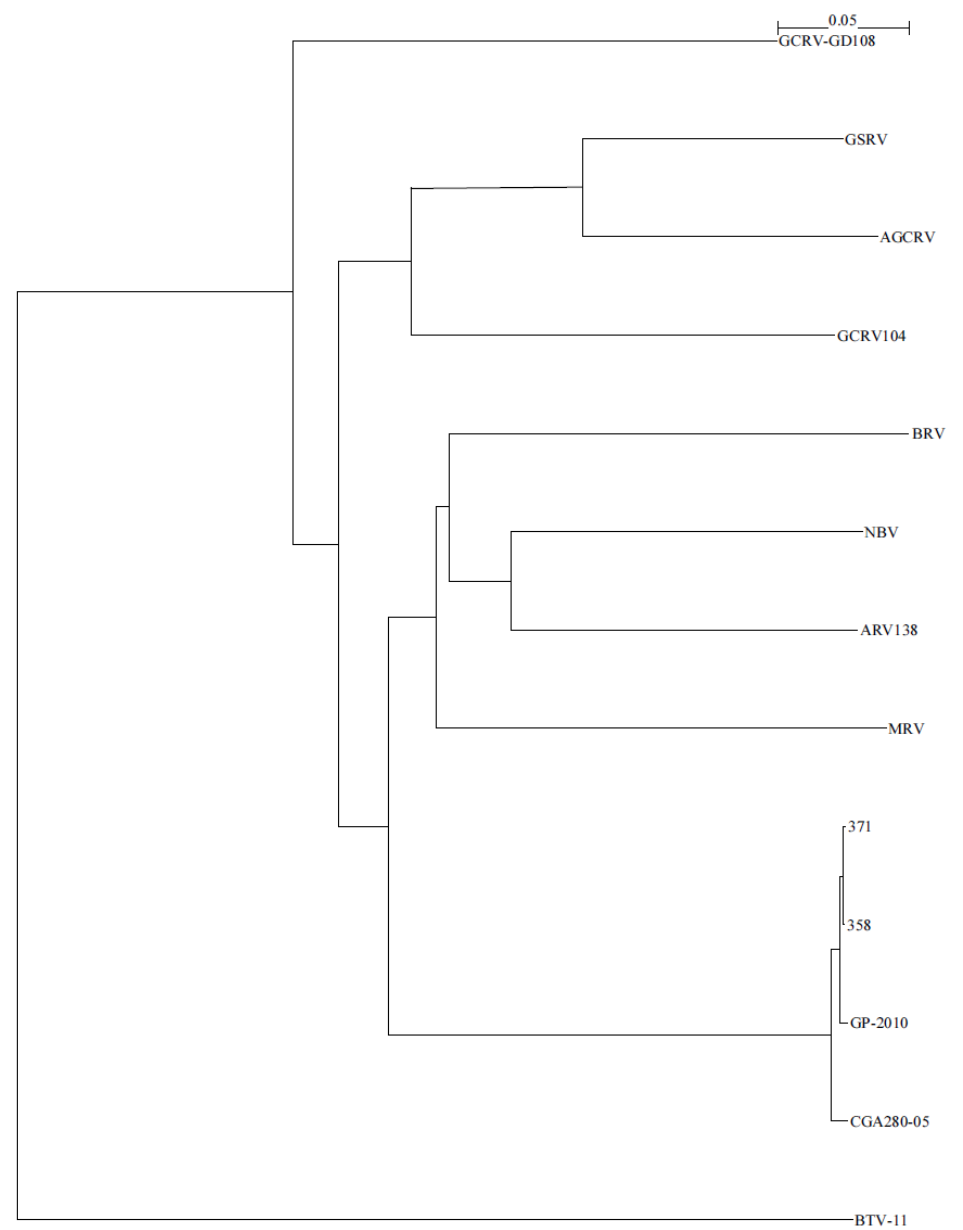 0.05
GCRV-GD108
GSRV
AGCRV
GCRV104
BRV
NBV
ARV138
MRV
371
358
GP-2010
CGA280-05
BTV-11